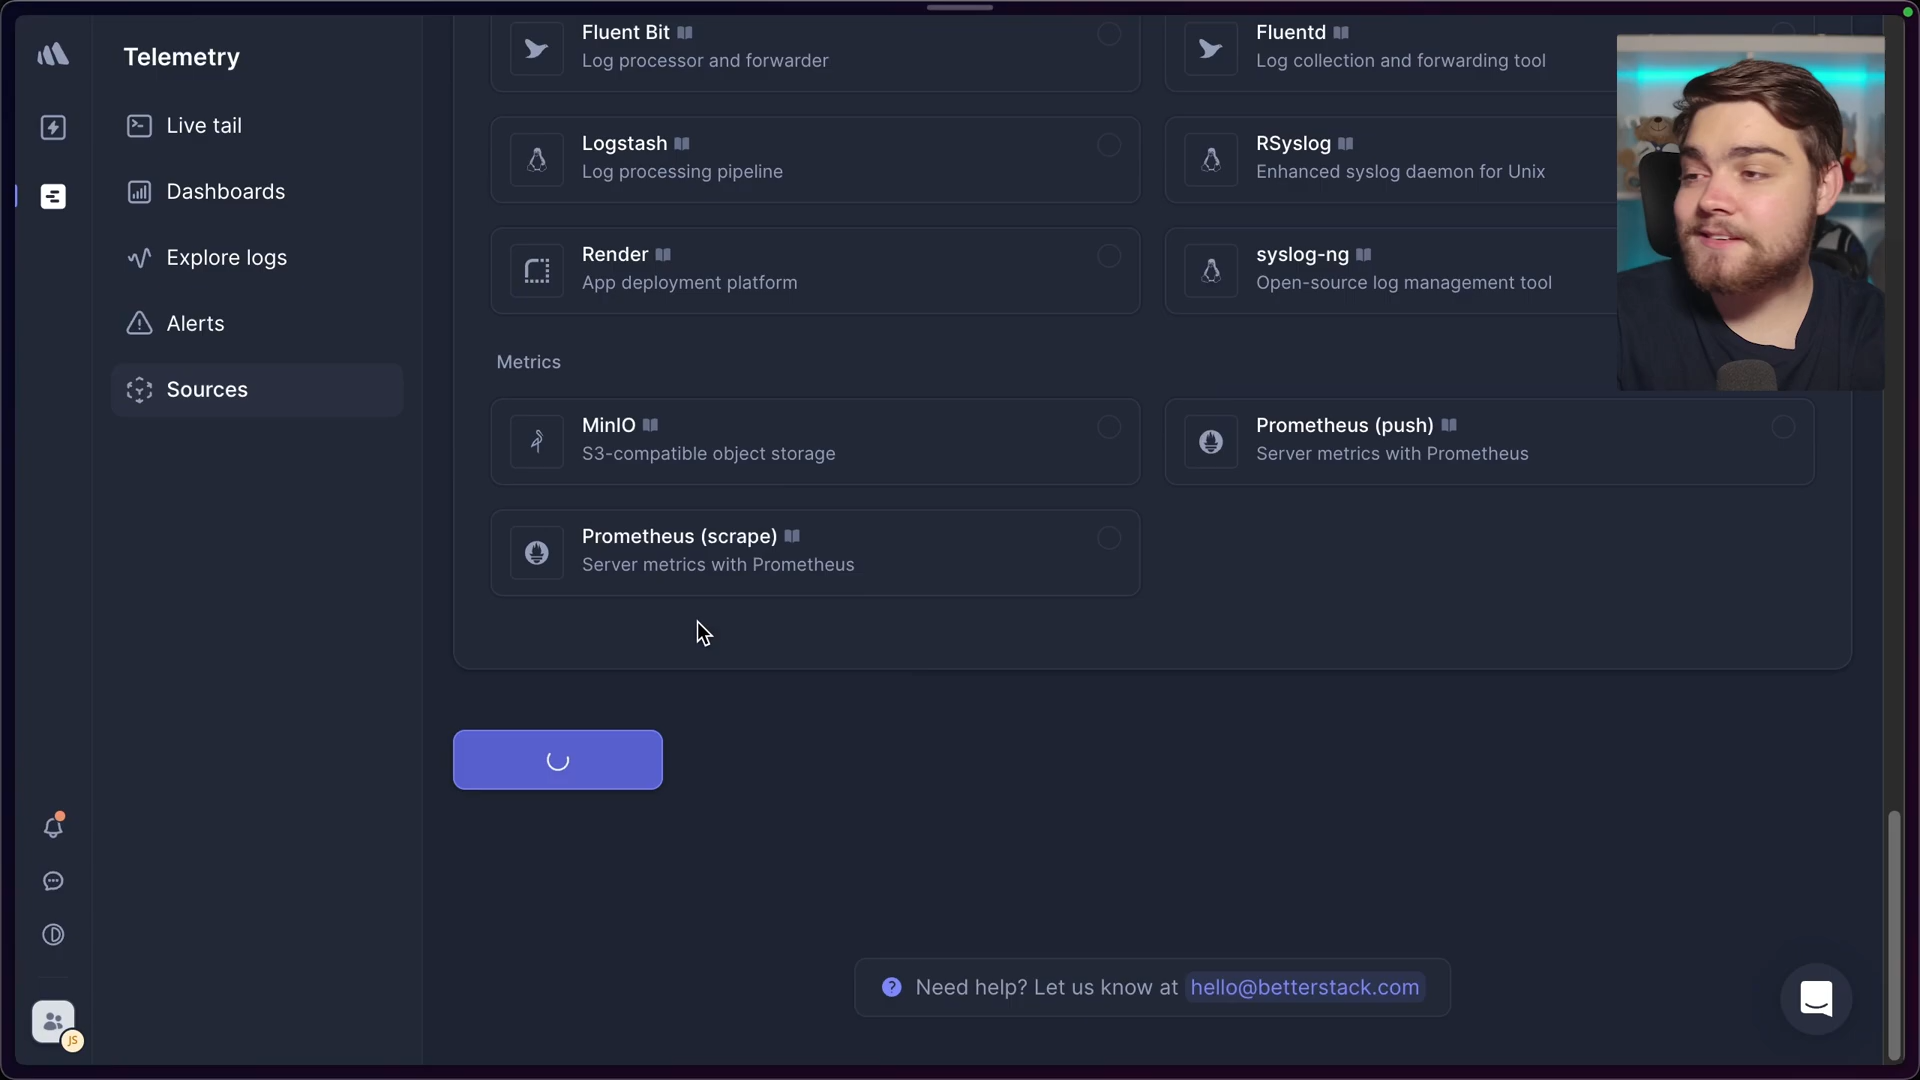 Telemetry
Live tail
Dashboards
Explore logs
Alerts
Sources
JS
Fluent Bit
Log processor and forwarder
Fluentd
Log collection and forwarding tool
Logstash
Log processing pipeline
RSyslog
Enhanced syslog daemon for Unix
Render
App deployment platform
syslog-ng
Open-source log management tool
Metrics
MinIO
S3-compatible object storage
Prometheus (push)
Server metrics with Prometheus
Prometheus (scrape)
Server metrics with Prometheus
Need help? Let us know at hello@betterstack.com